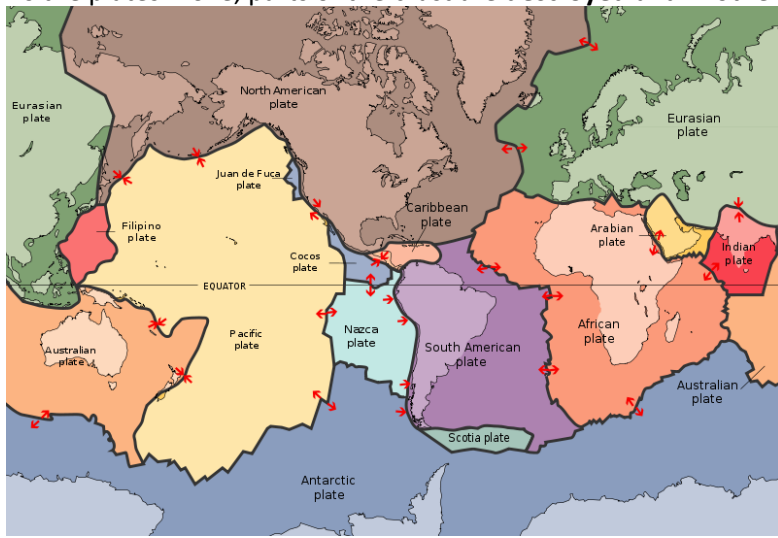 North American
plate
Eurasian
plate
Eurasian
plate
Juan de Fuca
plate
Caribbean
plate
Filipino
plate
Arabian
plate
Indian
plate
Cocos
plate
EQUATOR
Pacific
plate
Nazca
plate
South American
plate
African
plate
Australian
plate
Australian
plate
Scotia plate
Antarctic
plate